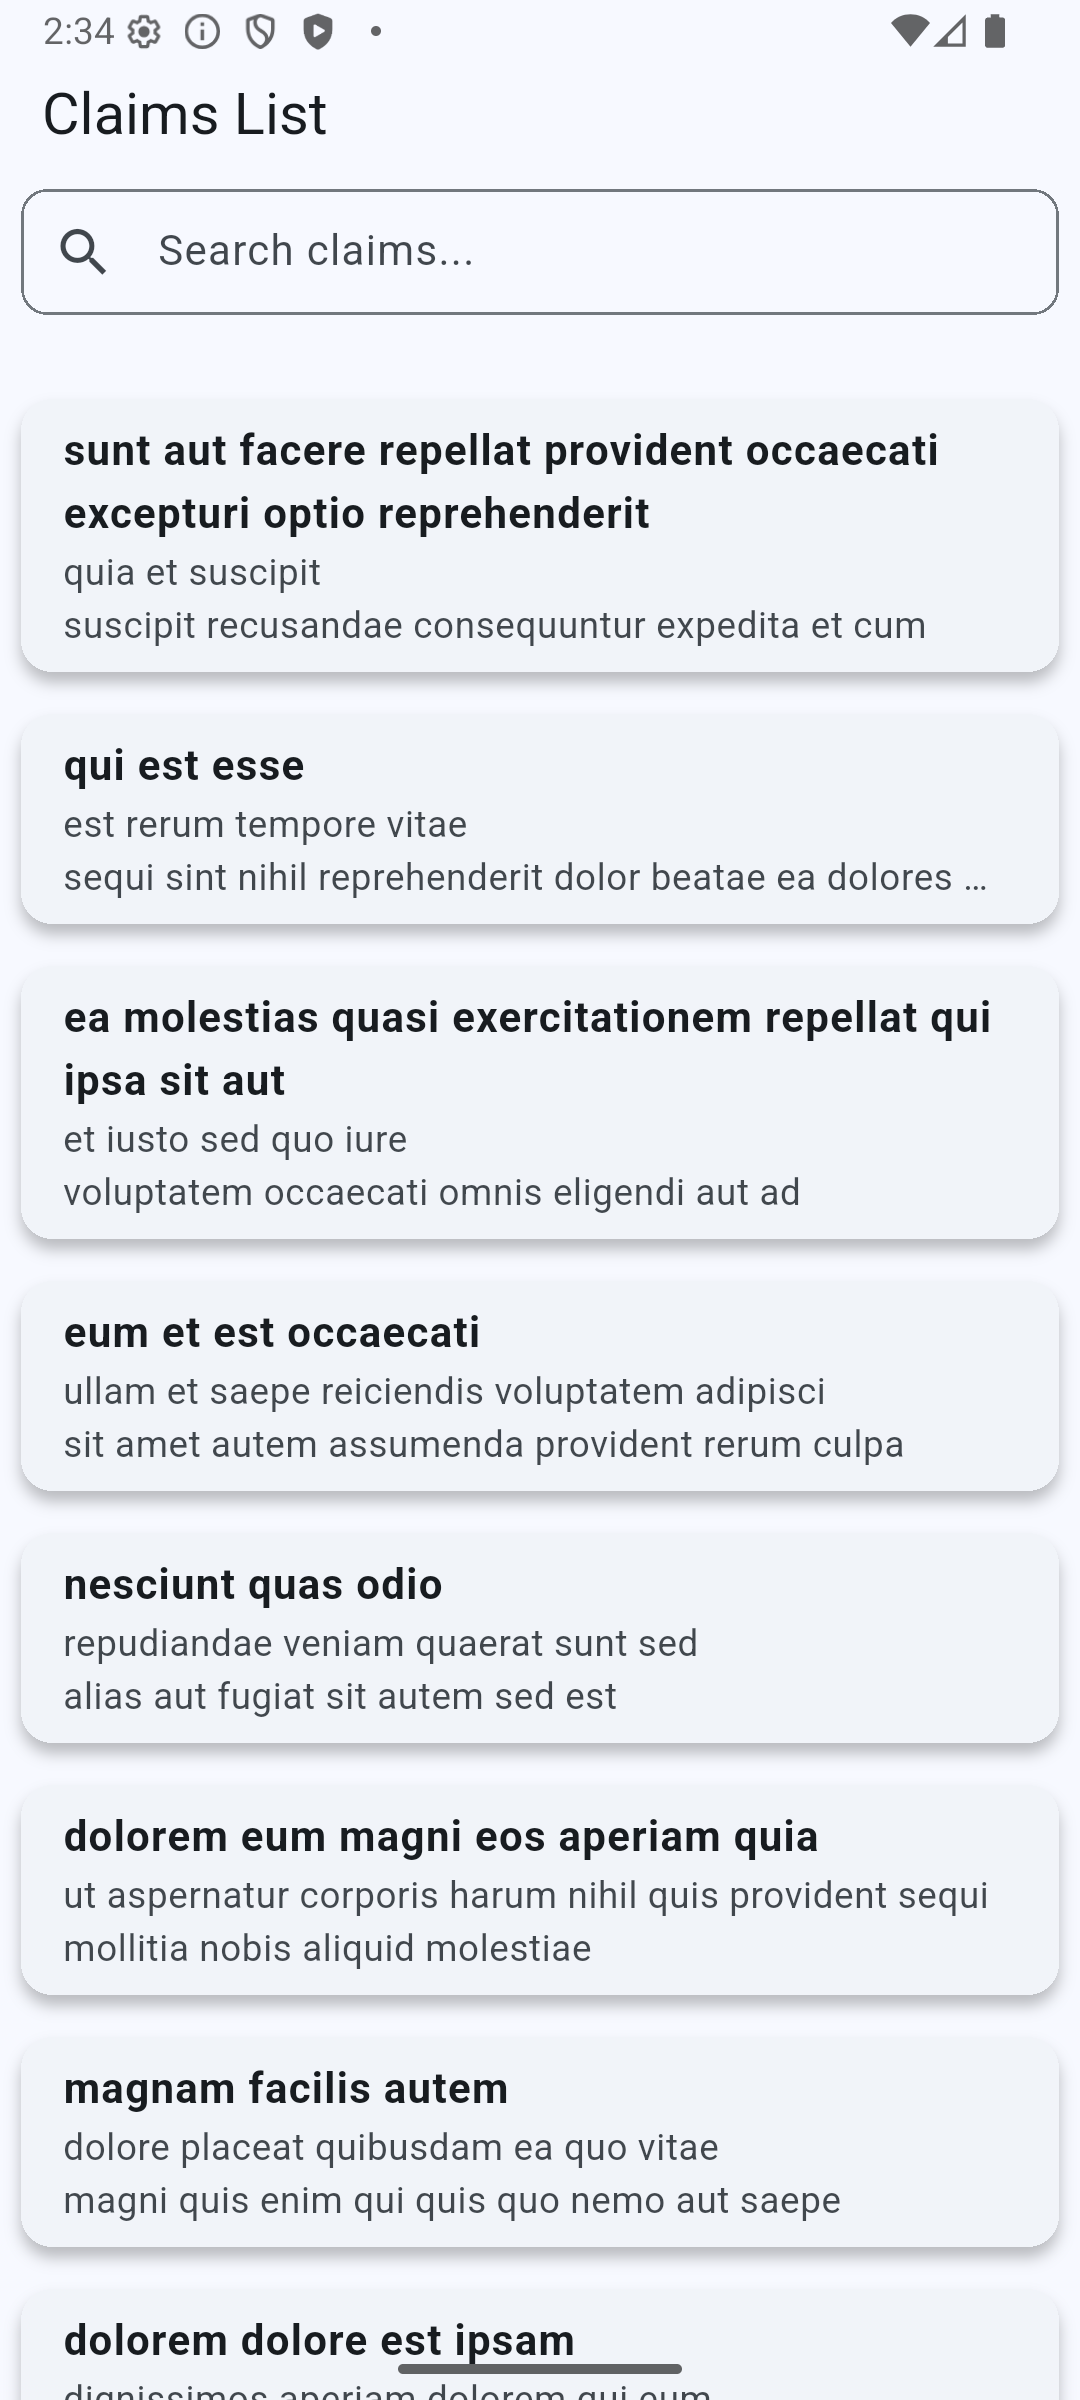 2:34
Claims List
Search claims...
sunt aut facere repellat provident occaecati
excepturi optio reprehenderit
quia et suscipit
suscipit recusandae consequuntur expedita et cum
qui est esse
est rerum tempore vitae
sequi sint nihil reprehenderit dolor beatae ea dolores ...
ea molestias quasi exercitationem repellat qui
ipsa sit aut
et iusto sed quo iure
voluptatem occaecati omnis eligendi aut ad
eum et est occaecati
ullam et saepe reiciendis voluptatem adipisci
sit amet autem assumenda provident rerum culpa
nesciunt quas odio
repudiandae veniam quaerat sunt sed
alias aut fugiat sit autem sed est
dolorem eum magni eos aperiam quia
ut aspernatur corporis harum nihil quis provident sequi
mollitia nobis aliquid molestiae
magnam facilis autem
dolore placeat quibusdam ea quo vitae
magni quis enim qui quis quo nemo aut saepe
dolorem dolore est ipsam
dignissimos aperiam dolorem qui eum